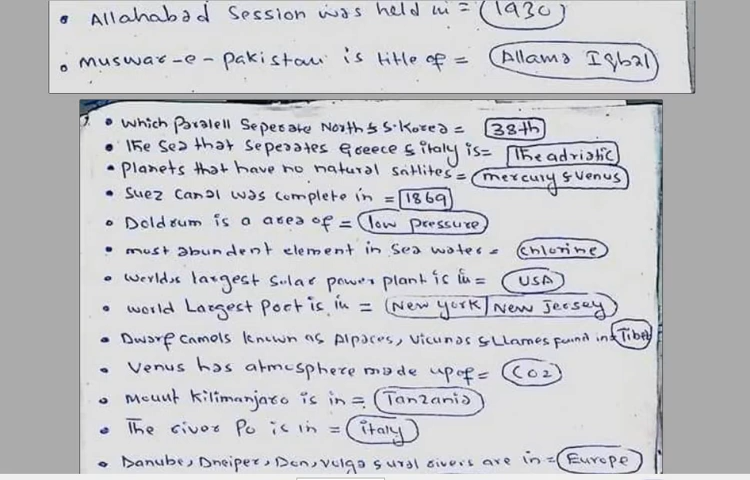 • Allahabad Session was held in = (1930)
• Muswar-e-pakistan is title of = Allama Iqbal
• Which Paralell Seperate North & S.Korea = 38th
• The Sea that Seperates Greece & italy is = The adriatic
• Planets that have no natural satlites = mercury & venus
• Suez Canal was complete in = 1869
• Doldrum is a area of = low pressure
• most abundent element in Sea water = chlorine
• Worlds largest Solar power plant is in = USA
• world Largest Port is in = New york | New Jersey
• Dwarf camels known as Alpacas, Vicunas & Llames found in = Tibet
• Venus has atmosphere made up of = CO2
• Mount Kilimanjaro is in = Tanzania
• The river Po is in = italy
• Danube, Dneiper, Don, volga & ural rivers are in = Europe